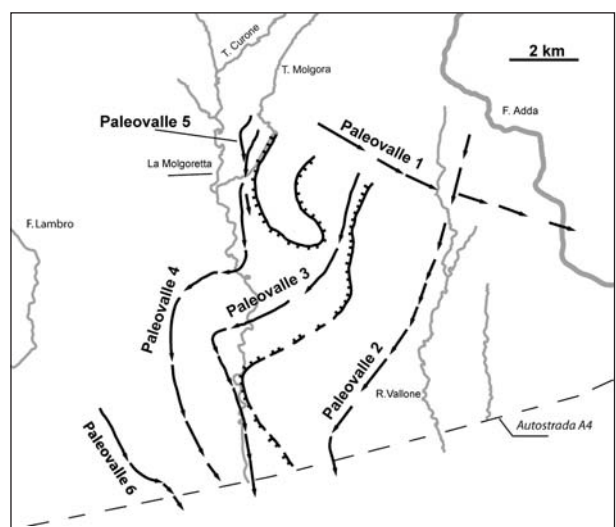 T. Curone
2 km
T. Molgora
F. Adda
Paleovalle 5
Paleovalle 1
La Molgoretta
F. Lambro
Paleovalle 4
Paleovalle 3
Paleovalle 2
R.Vallone
Autostrada A4
Paleovalle 6